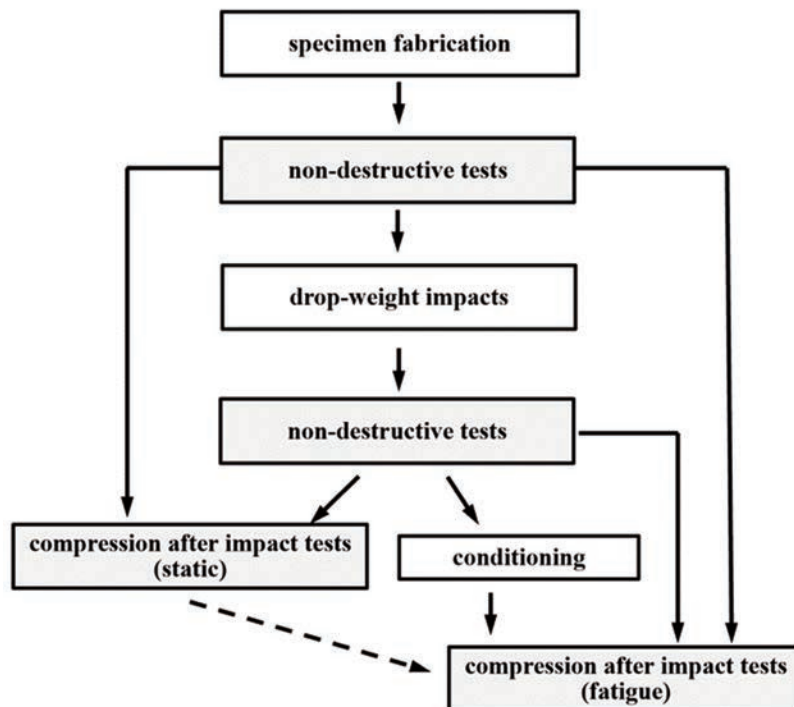 specimen fabrication
non-destructive tests
drop-weight impacts
non-destructive tests
compression after impact tests
(static)
conditioning
compression after impact tests
(fatigue)